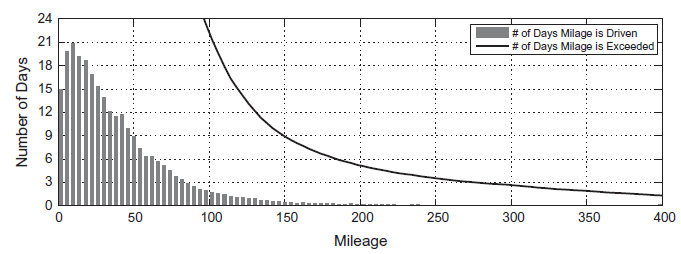 24
21
18
15
12
9
6
3
0
Number of Days
# of Days Milage is Driven
# of Days Milage is Exceeded
0 50 100 150 200 250 300 350 400
Mileage